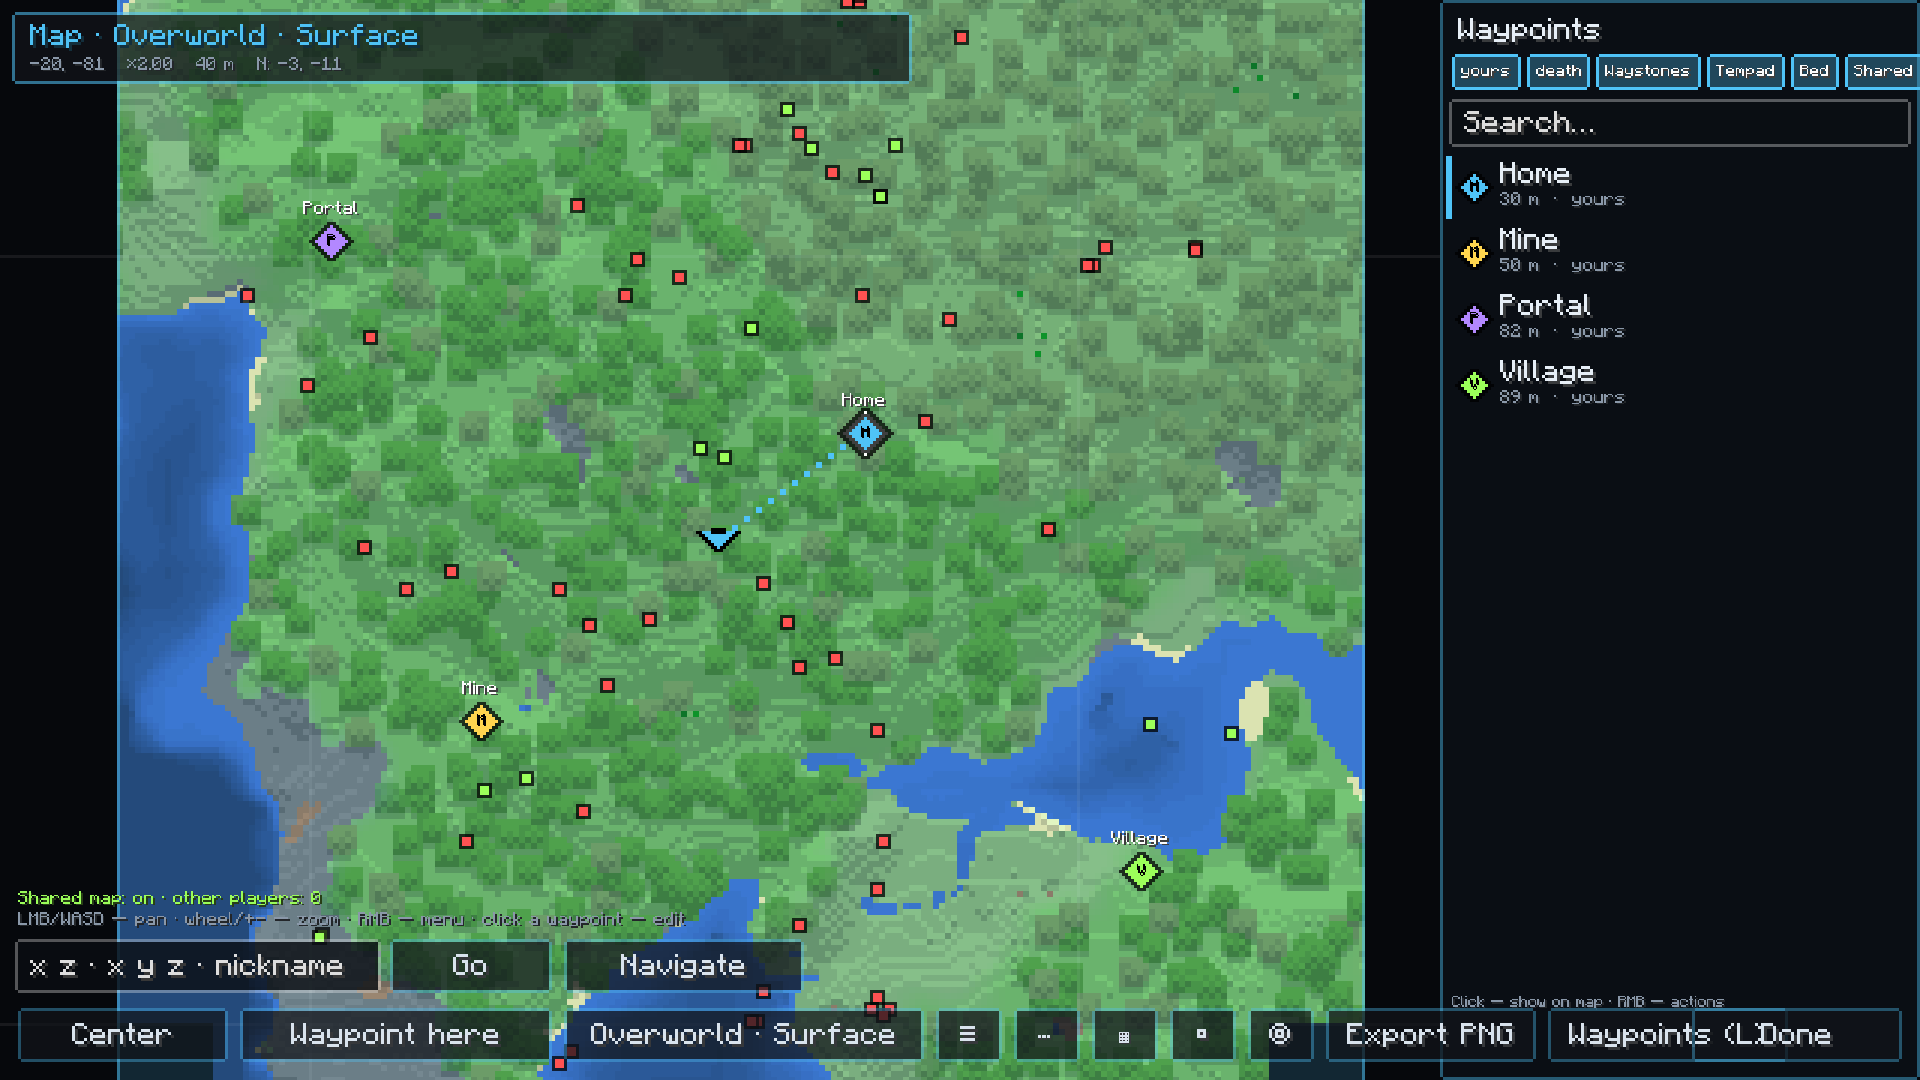 Map · Overworld · Surface
-20, -81 ×2.00 40 m N: -3, -11
Waypoints
yours death Waystones Tempad Bed Shared
Search...
Home
30 m · yours
Mine
50 m · yours
Portal
82 m · yours
Village
89 m · yours
Portal
P
Home
H
Mine
M
Village
V
Shared map: on · other players: 0
LMB/WASD — pan · wheel/+− — zoom · RMB — menu · click a waypoint — edit
x z · x y z · nickname Go Navigate
Click — show on map · RMB — actions
Center Waypoint here Overworld · Surface Export PNG Waypoints (L) Done